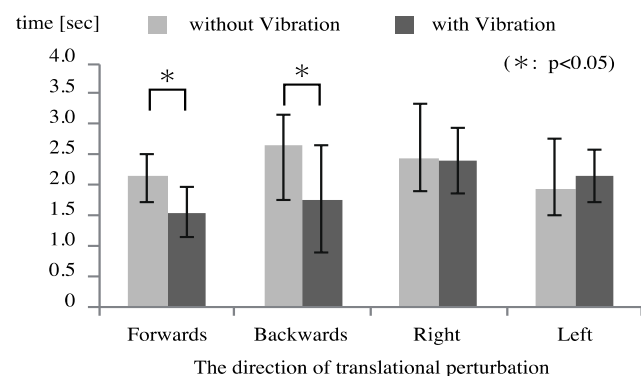 time [sec]
without Vibration
with Vibration
(＊: p<0.05)
4.0
3.5
3.0
2.5
2.0
1.5
1.0
0.5
0
＊
＊
Forwards Backwards Right Left
The direction of translational perturbation